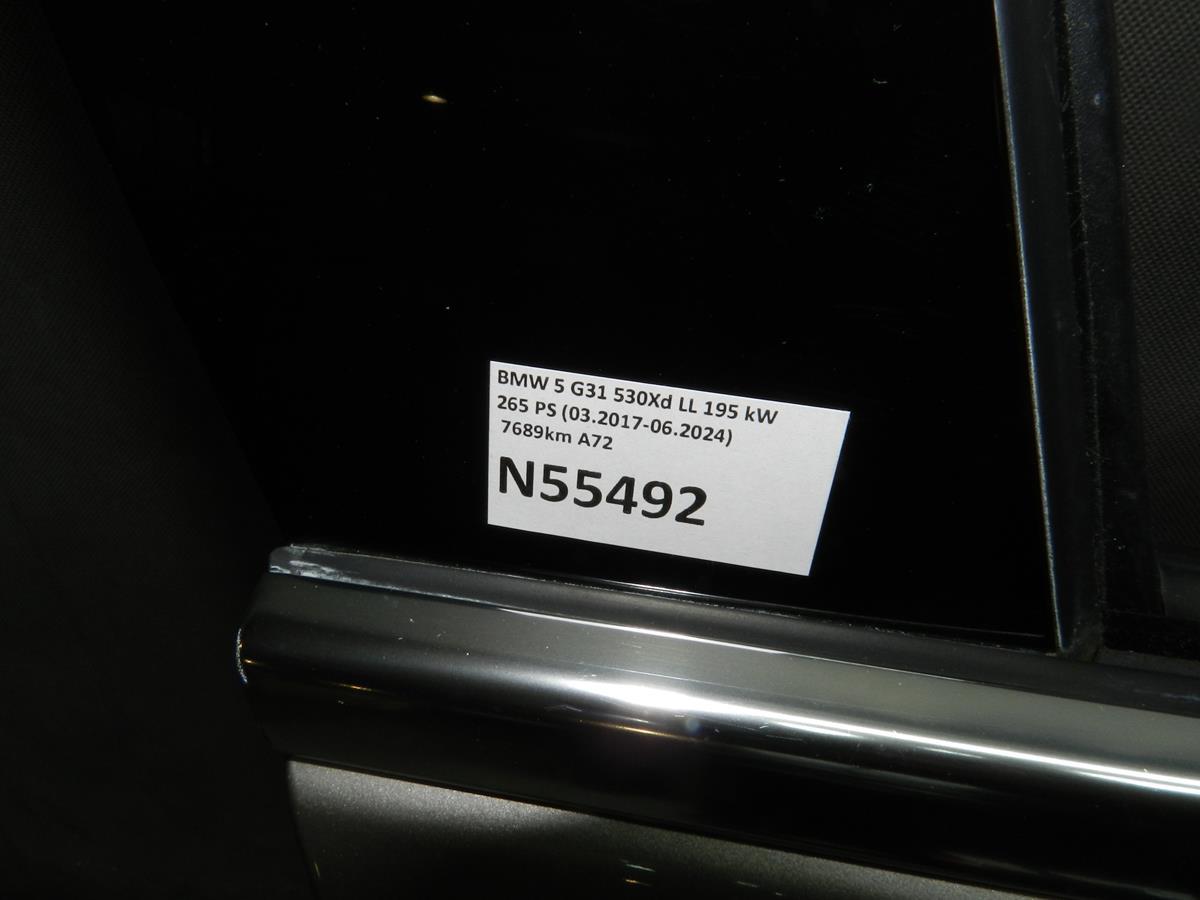 BMW 5 G31 530Xd LL 195 kW
265 PS (03.2017-06.2024)
7689km A72
N55492